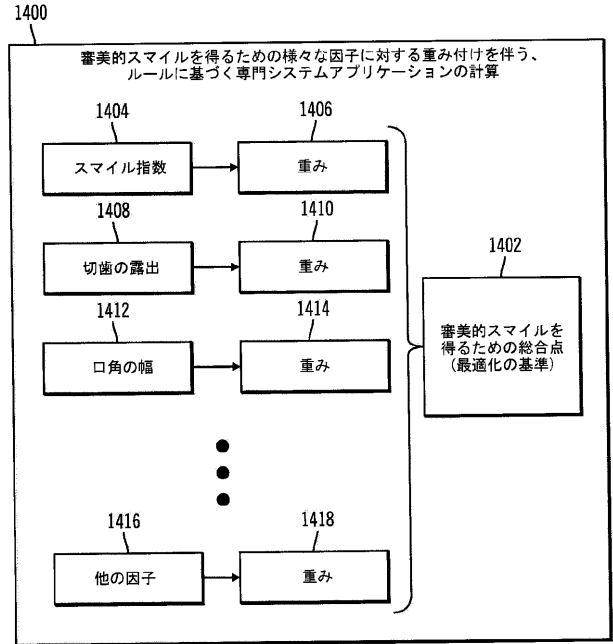 1400
審美的スマイルを得るための様々な因子に対する重み付けを伴う、
ルールに基づく専門システムアプリケーションの計算
1404
1406
スマイル指数
重み
1408
1410
切歯の露出
重み
1402
1412
1414
口角の幅
重み
審美的スマイルを
得るための総合点
(最適化の基準)
1416
1418
他の因子
重み